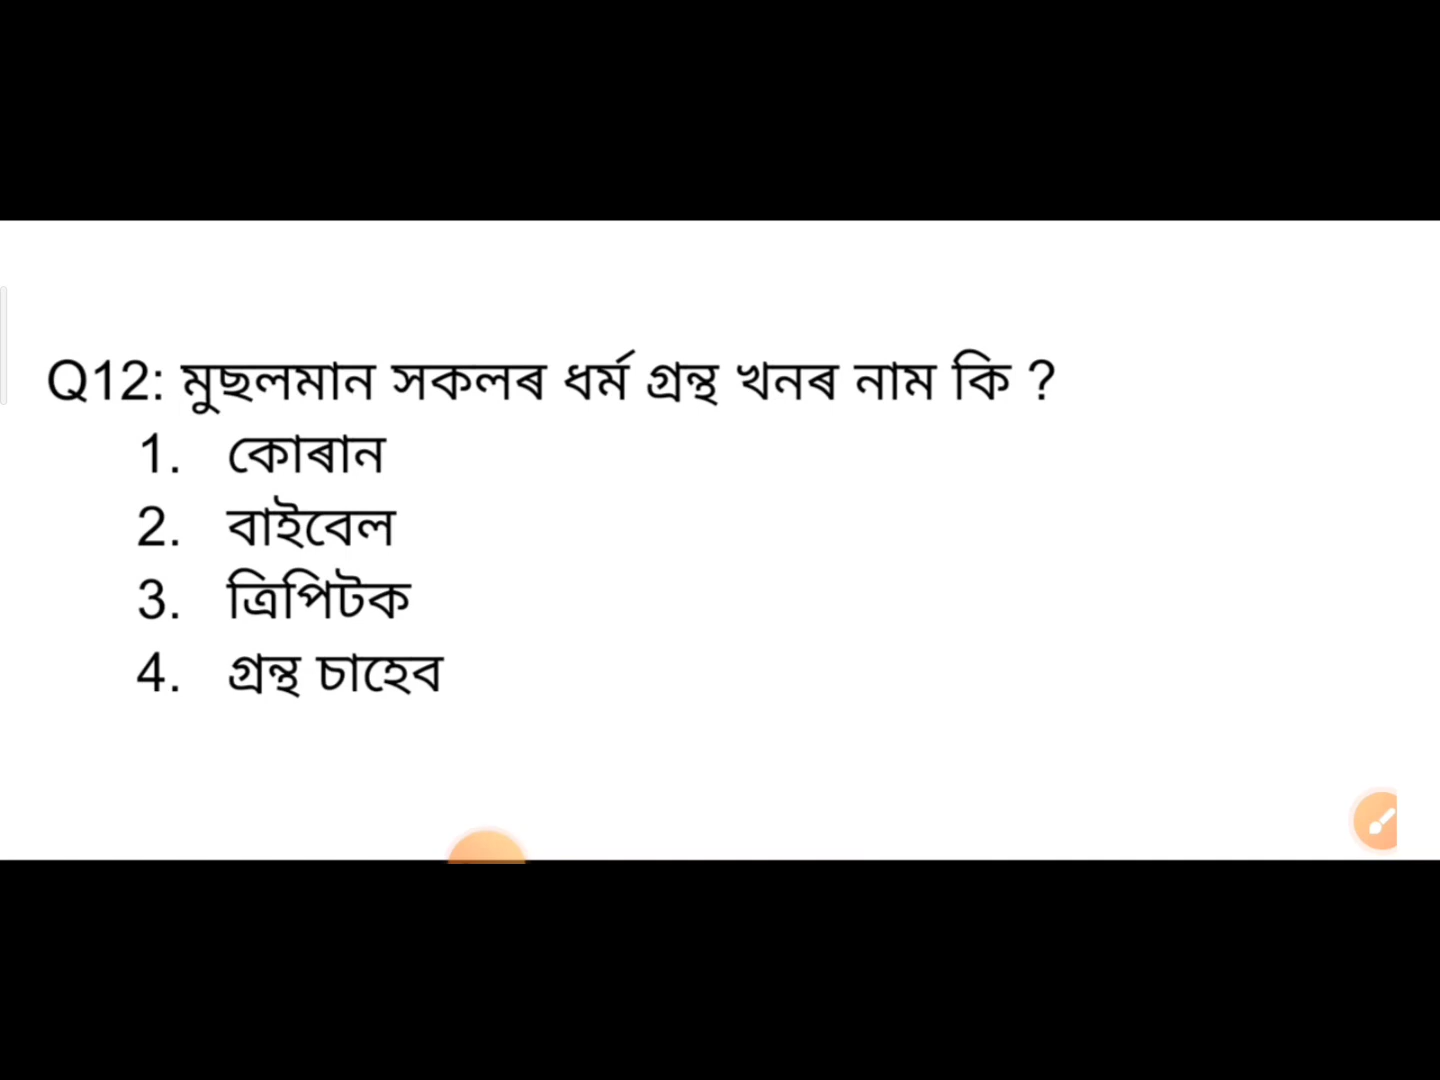 Q12: মুছলমান সকলৰ ধৰ্ম গ্ৰন্থ খনৰ নাম কি ?
1. কোৰান
2. বাইবেল
3. ত্ৰিপিটক
4. গ্ৰন্থ চাহেব